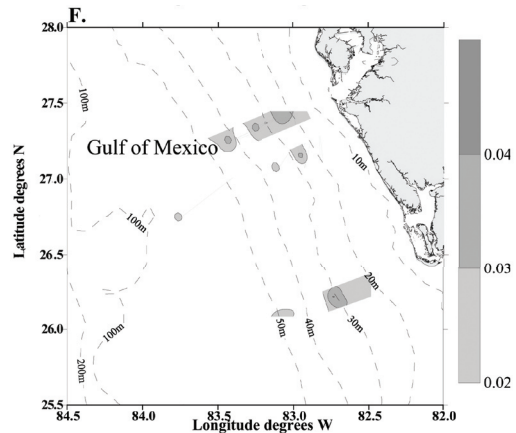 F.
28.0
27.5
27.0
26.5
26.0
25.5
Latitude degrees N
Gulf of Mexico
100m
10m
100m
20m
100m
50m
40m
30m
200m
84.5
84.0
83.5
83.0
82.5
82.0
Longitude degrees W
0.04
0.03
0.02